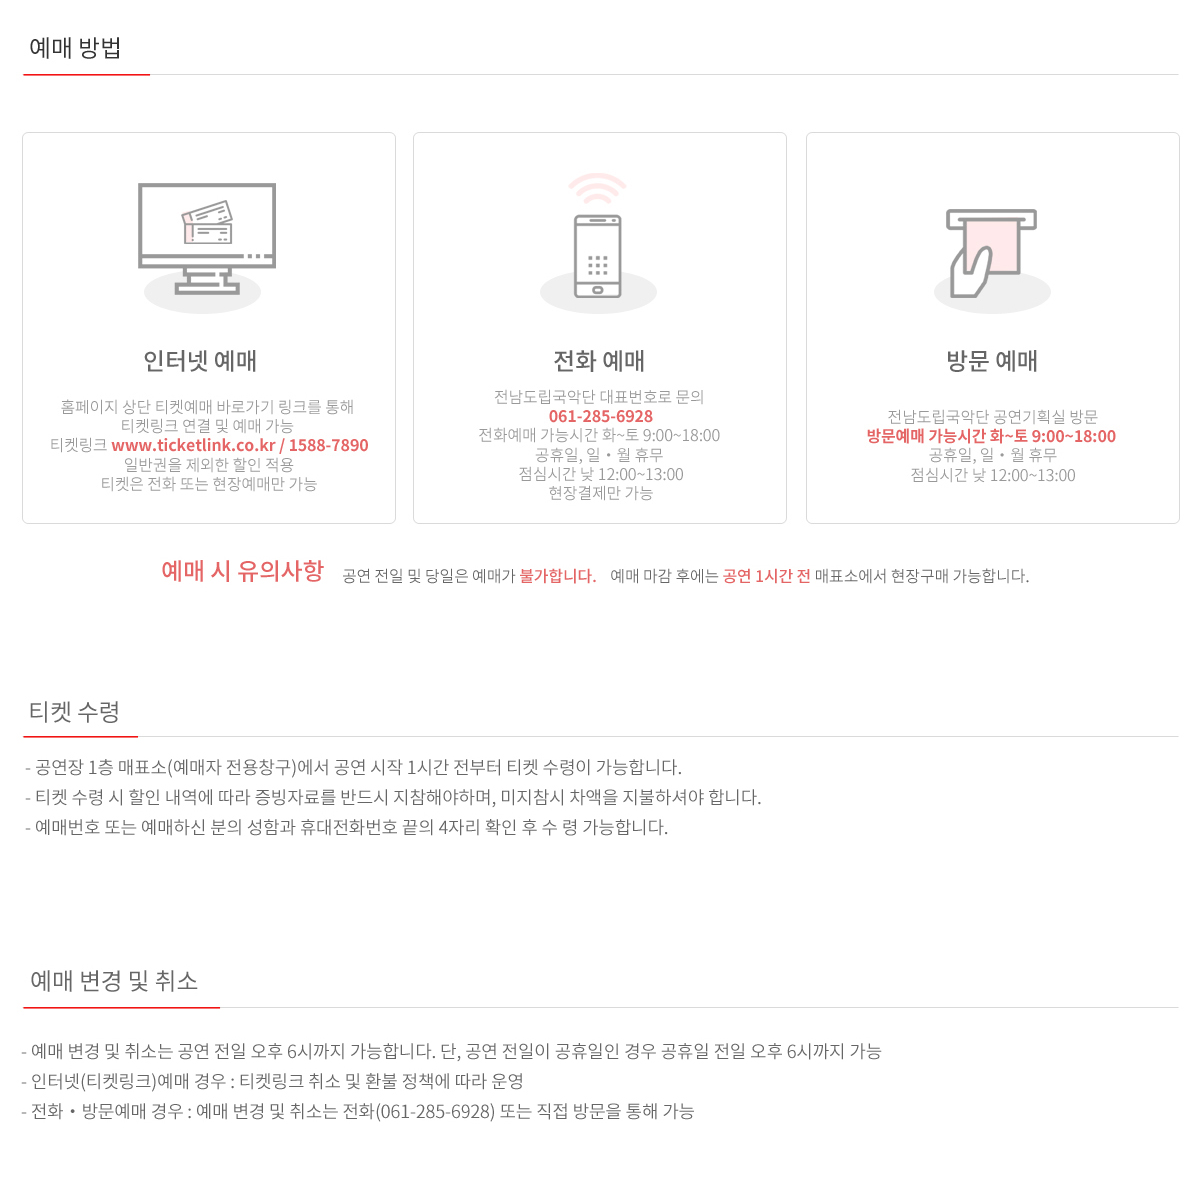 예매 방법
인터넷 예매
홈페이지 상단 티켓예매 바로가기 링크를 통해
티켓링크 연결 및 예매 가능
티켓링크 www.ticketlink.co.kr / 1588-7890
일반권을 제외한 할인 적용
티켓은 전화 또는 현장예매만 가능
전화 예매
전남도립국악단 대표번호로 문의
061-285-6928
전화예매 가능시간 화~토 9:00~18:00
공휴일, 일・월 휴무
점심시간 낮 12:00~13:00
현장결제만 가능
방문 예매
전남도립국악단 공연기획실 방문
방문예매 가능시간 화~토 9:00~18:00
공휴일, 일・월 휴무
점심시간 낮 12:00~13:00
예매 시 유의사항 공연 전일 및 당일은 예매가 불가합니다. 예매 마감 후에는 공연 1시간 전 매표소에서 현장구매 가능합니다.
티켓 수령
- 공연장 1층 매표소(예매자 전용창구)에서 공연 시작 1시간 전부터 티켓 수령이 가능합니다.
- 티켓 수령 시 할인 내역에 따라 증빙자료를 반드시 지참해야하며, 미지참시 차액을 지불하셔야 합니다.
- 예매번호 또는 예매하신 분의 성함과 휴대전화번호 끝의 4자리 확인 후 수 령 가능합니다.
예매 변경 및 취소
- 예매 변경 및 취소는 공연 전일 오후 6시까지 가능합니다. 단, 공연 전일이 공휴일인 경우 공휴일 전일 오후 6시까지 가능
- 인터넷(티켓링크)예매 경우 : 티켓링크 취소 및 환불 정책에 따라 운영
- 전화・방문예매 경우 : 예매 변경 및 취소는 전화(061-285-6928) 또는 직접 방문을 통해 가능